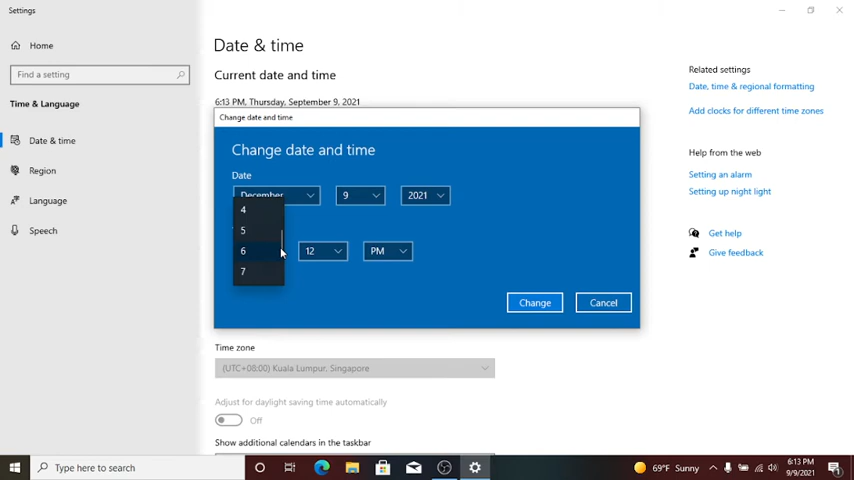 Settings
Home
Find a setting
Time & Language
Date & time
Region
Language
Speech
Date & time
Current date and time
6:13 PM, Thursday, September 9, 2021
Change date and time
Change date and time
Date
December 9 2021
4
5
6 12 PM
7
Change Cancel
Time zone
(UTC+08:00) Kuala Lumpur, Singapore
Adjust for daylight saving time automatically
Off
Show additional calendars in the taskbar
Related settings
Date, time & regional formatting
Add clocks for different time zones
Help from the web
Setting an alarm
Setting up night light
Get help
Give feedback
Type here to search
69°F Sunny
6:13 PM
9/9/2021
1